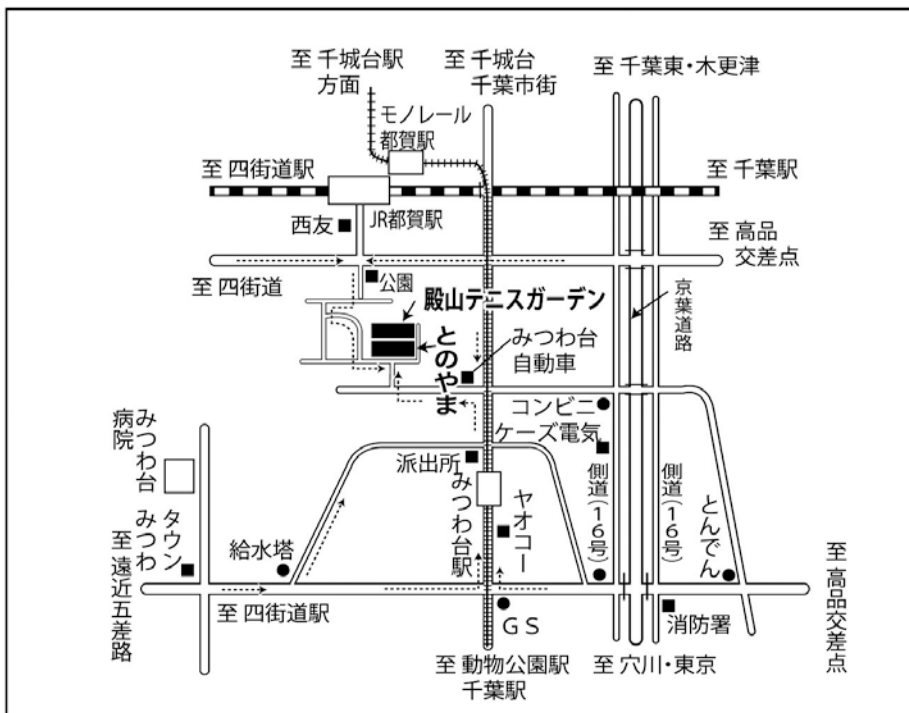 至 千城台駅
方面
至 千城台
千葉市街
至 千葉東・木更津
モノレール
都賀駅
至 四街道駅
至 千葉駅
西友
JR都賀駅
至 高品
交差点
至 四街道
公園
京葉道路
殿山テニスガーデン
とのやま
みつわ台
自動車
コンビニ
ケーズ電気
みつわ台
病院
派出所
みつわ台駅
ヤオコー
側道(16号)
側道(16号)
とんでん
タウン
みつわ
給水塔
至 遠近五差路
至 四街道駅
GS
消防署
至 高品交差点
至 動物公園駅
千葉駅
至 穴川・東京